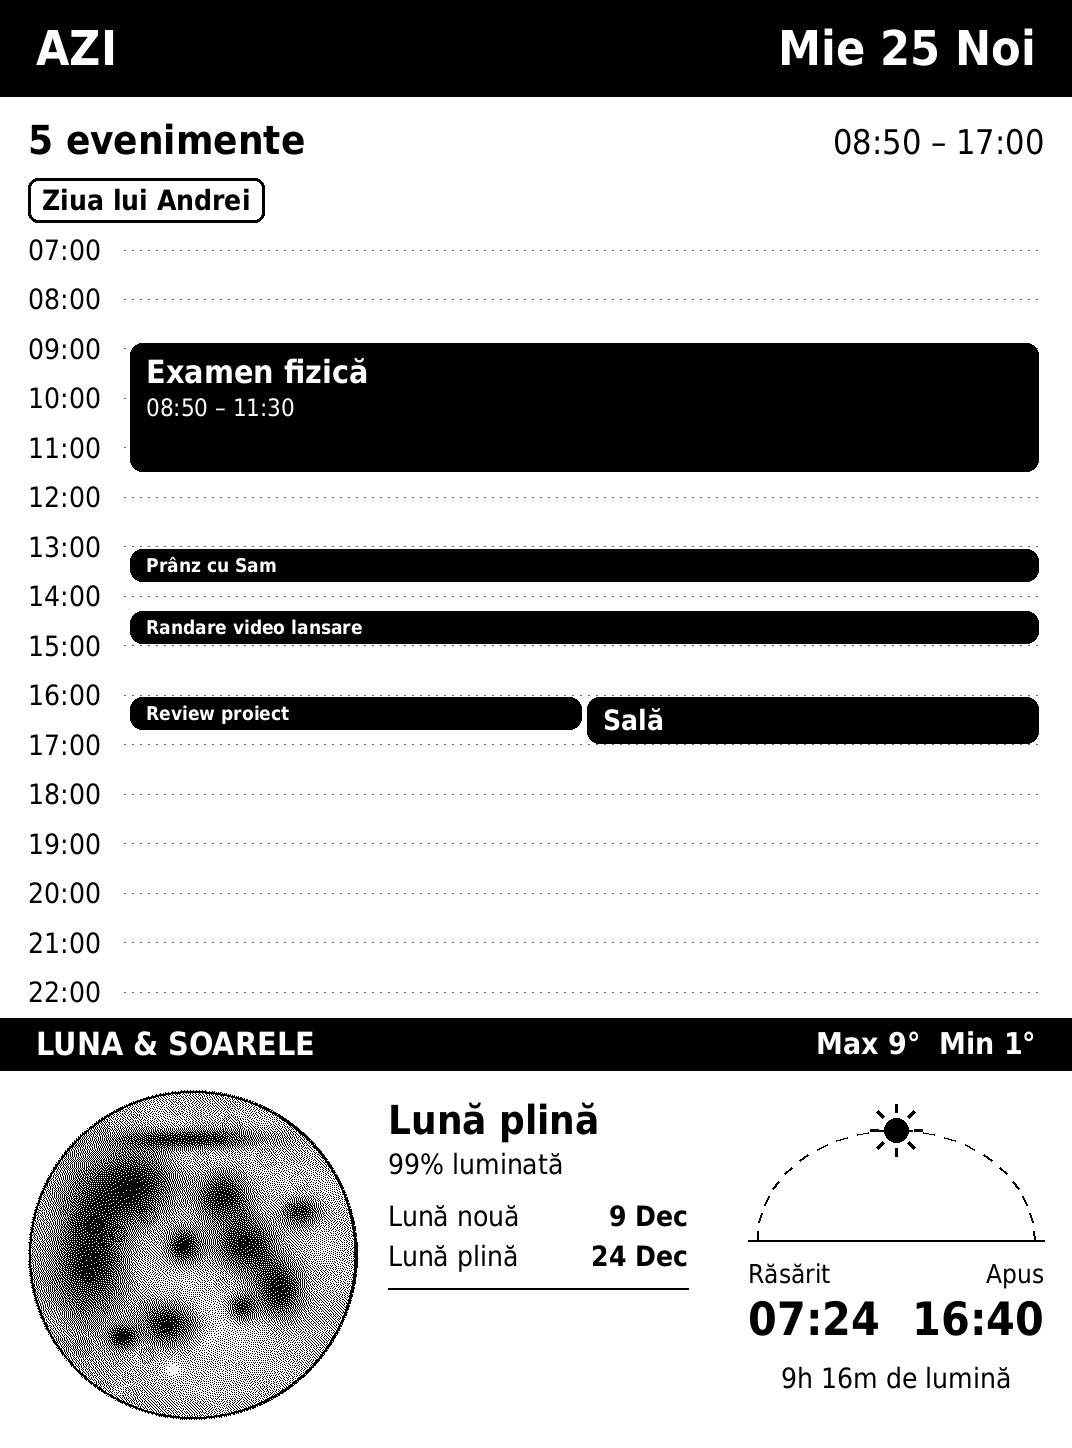 AZI
Mie 25 Noi
5 evenimente
08:50 – 17:00
Ziua lui Andrei
07:00
08:00
09:00
Examen fizică
10:00
08:50 – 11:30
11:00
12:00
13:00
Prânz cu Sam
14:00
Randare video lansare
15:00
16:00
Review proiect
Sală
17:00
18:00
19:00
20:00
21:00
22:00
LUNA & SOARELE
Max 9° Min 1°
Lună plină
99% luminată
Lună nouă 9 Dec
Lună plină 24 Dec
Răsărit Apus
07:24 16:40
9h 16m de lumină